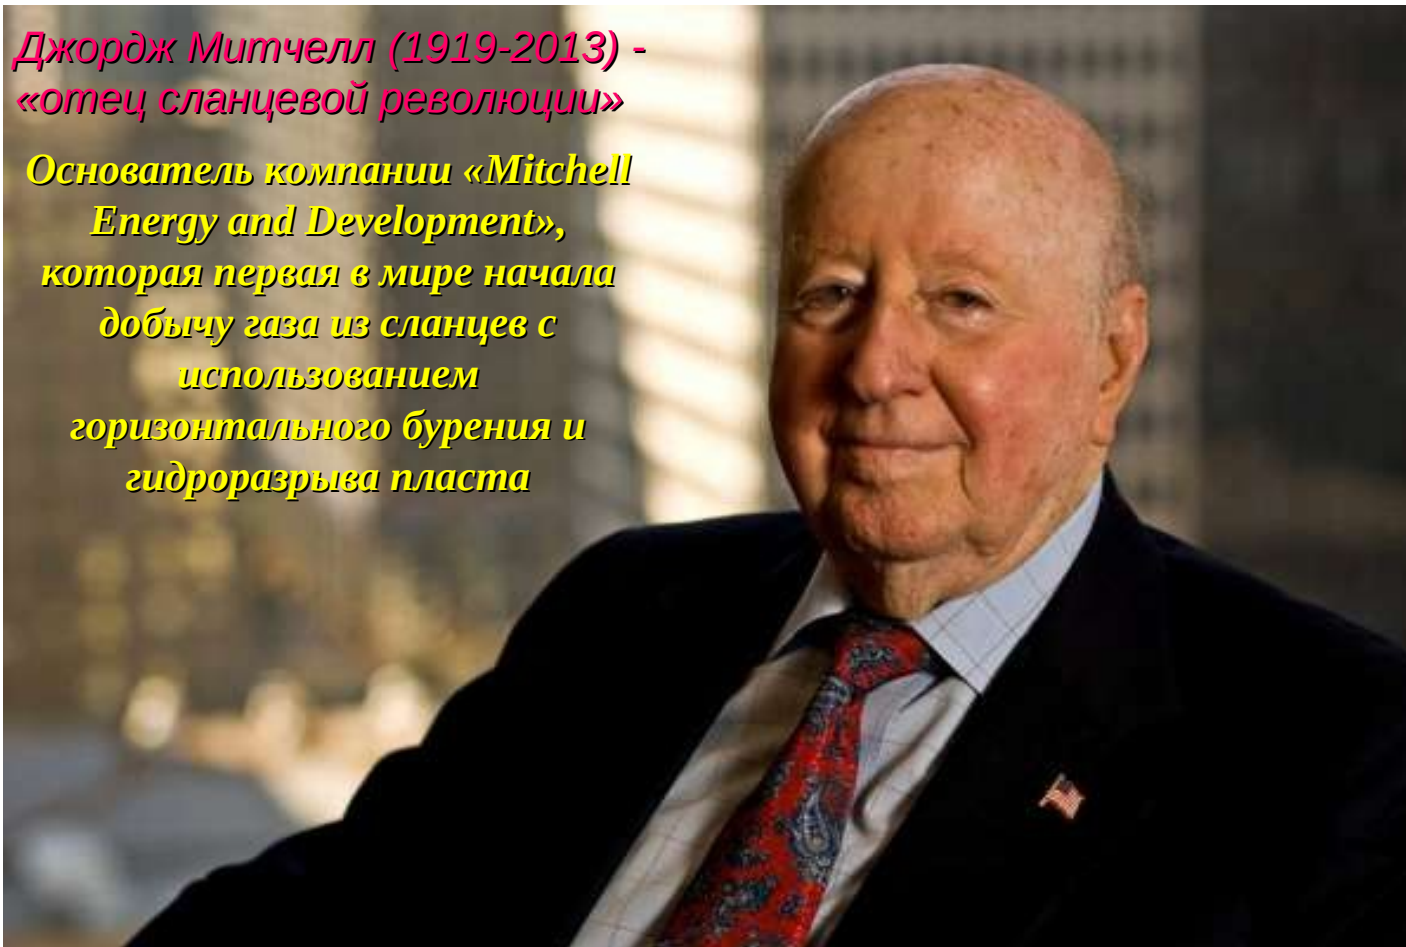 Джордж Митчелл (1919-2013) -
«отец сланцевой революции»
Основатель компании «Mitchell
Energy and Development»,
которая первая в мире начала
добычу газа из сланцев с
использованием
горизонтального бурения и
гидроразрыва пласта